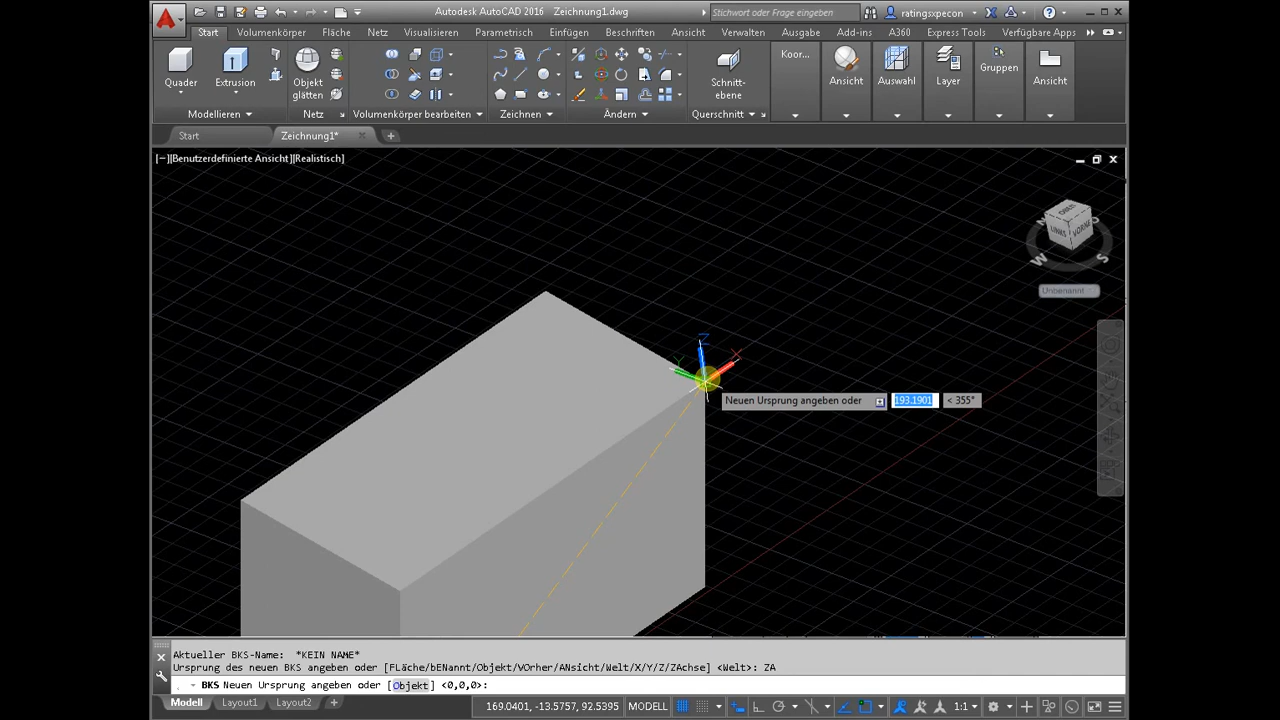 Autodesk AutoCAD 2016 Zeichnung1.dwg
Stichwort oder Frage eingeben
ratingsxpecon
Start Volumenkörper Fläche Netz Visualisieren Parametrisch Einfügen Beschriften Ansicht Verwalten Ausgabe Add-ins A360 Express Tools Verfügbare Apps
Quader Extrusion Objekt glätten Schnitt-ebene Koor... Ansicht Auswahl Layer Gruppen Ansicht
Modellieren Netz Volumenkörper bearbeiten Zeichnen Ändern Querschnitt
Start Zeichnung1*
[−][Benutzerdefinierte Ansicht][Realistisch]
OBEN
LINKS VORNE
W S
Unbenannt
Z
Y X
Neuen Ursprung angeben oder 193.1901 < 355°
Aktueller BKS-Name: *KEIN NAME*
Ursprung des neuen BKS angeben oder [FLäche/bENannt/Objekt/VOrher/ANsicht/Welt/X/Y/Z/ZAchse] <Welt>: ZA
BKS Neuen Ursprung angeben oder [Objekt] <0,0,0>:
Modell Layout1 Layout2 +
169.0401, -13.5757, 92.5395 MODELL 1:1